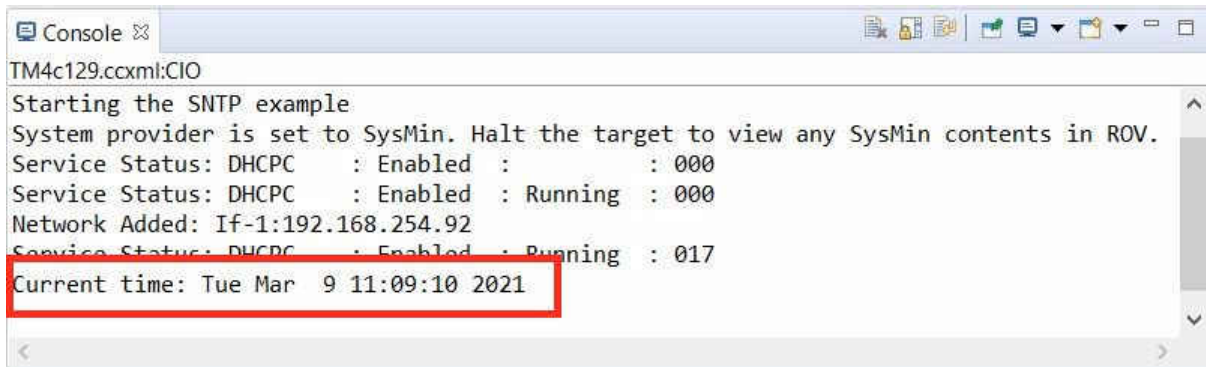 Console
TM4c129.ccxml:CIO
Starting the SNTP example
System provider is set to SysMin. Halt the target to view any SysMin contents in ROV.
Service Status: DHCPC    : Enabled  :          : 000
Service Status: DHCPC    : Enabled  : Running  : 000
Network Added: If-1:192.168.254.92
Service Status: DHCPC    : Enabled  : Running  : 017
Current time: Tue Mar  9 11:09:10 2021